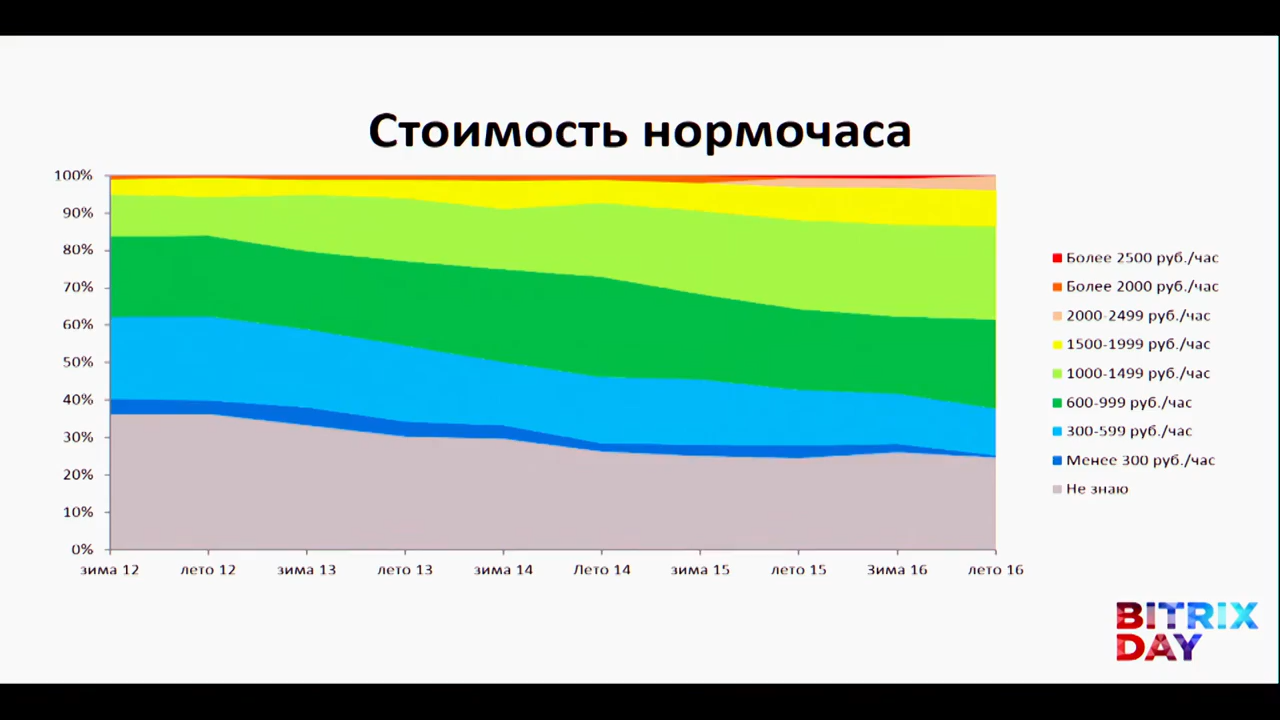 Стоимость нормочаса
100%
90%
80%
70%
60%
50%
40%
30%
20%
10%
0%
зима 12 лето 12 зима 13 лето 13 зима 14 Лето 14 зима 15 лето 15 Зима 16 лето 16
Более 2500 руб./час
Более 2000 руб./час
2000-2499 руб./час
1500-1999 руб./час
1000-1499 руб./час
600-999 руб./час
300-599 руб./час
Менее 300 руб./час
Не знаю
BITRIX
DAY